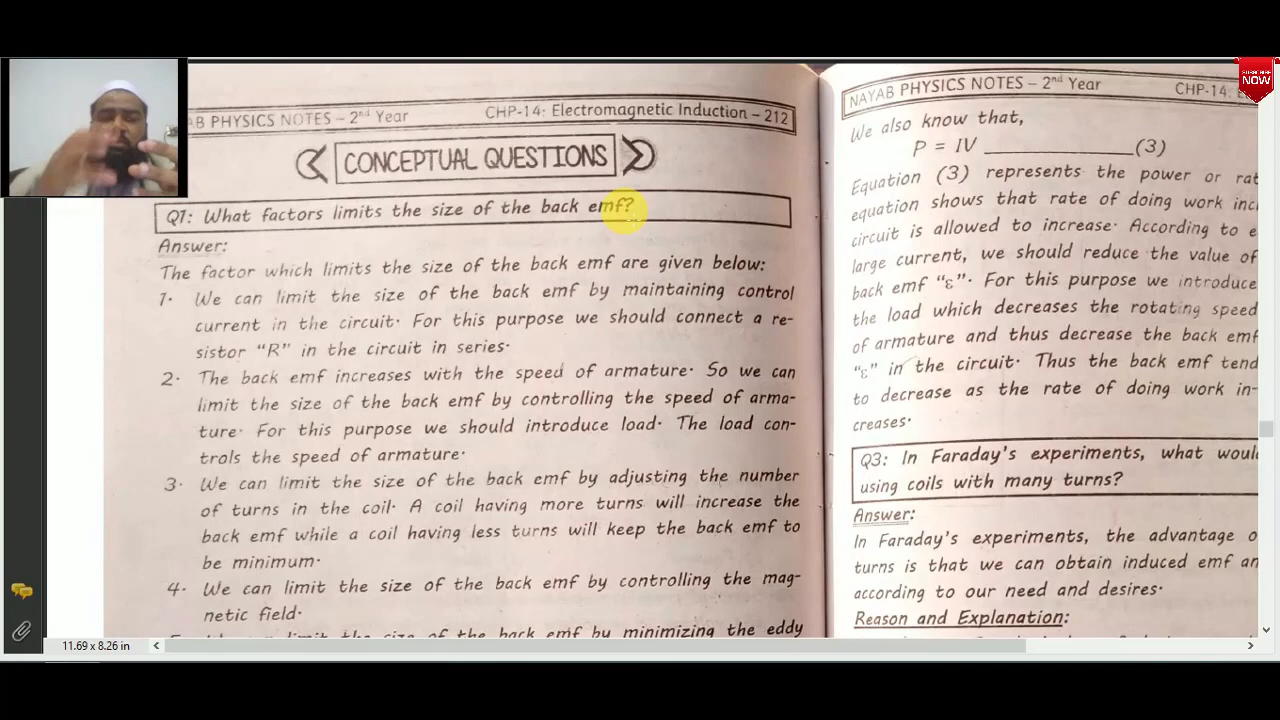 SUBSCRIBE
NOW
AB PHYSICS NOTES – 2nd Year
CHP-14: Electromagnetic Induction – 212
CONCEPTUAL QUESTIONS
Q1: What factors limits the size of the back emf?
Answer:
The factor which limits the size of the back emf are given below:
1· We can limit the size of the back emf by maintaining control
current in the circuit· For this purpose we should connect a re-
sistor “R” in the circuit in series·
2· The back emf increases with the speed of armature· So we can
limit the size of the back emf by controlling the speed of arma-
ture· For this purpose we should introduce load· The load con-
trols the speed of armature·
3· We can limit the size of the back emf by adjusting the number
of turns in the coil· A coil having more turns will increase the
back emf while a coil having less turns will keep the back emf to
be minimum·
4· We can limit the size of the back emf by controlling the mag-
netic field·
limit the size of the back emf by minimizing the eddy
NAYAB PHYSICS NOTES – 2nd Year
CHP-14:
We also know that,
P = IV ____________(3)
Equation (3) represents the power or rat
equation shows that rate of doing work inc
circuit is allowed to increase· According to e
large current, we should reduce the value of
back emf “ε”· For this purpose we introduce
the load which decreases the rotating speed
of armature and thus decrease the back emf
“ε” in the circuit· Thus the back emf tend
to decrease as the rate of doing work in-
creases·
Q3: In Faraday's experiments, what woul
using coils with many turns?
Answer:
In Faraday's experiments, the advantage o
turns is that we can obtain induced emf an
according to our need and desires·
Reason and Explanation:
11.69 x 8.26 in